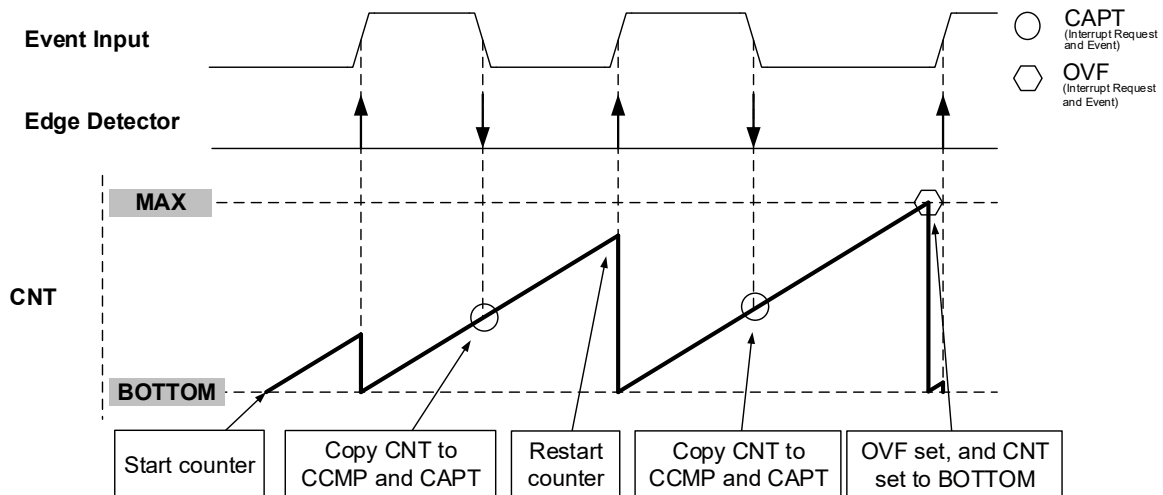 Event Input
CAPT
(Interrupt Request
and Event)
OVF
(Interrupt Request
and Event)
Edge Detector
MAX
CNT
BOTTOM
Start counter
Copy CNT to
CCMP and CAPT
Restart
counter
Copy CNT to
CCMP and CAPT
OVF set, and CNT
set to BOTTOM